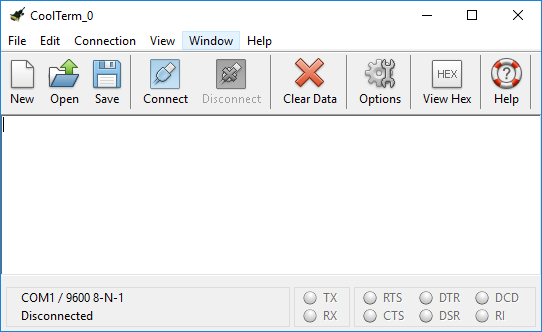 CoolTerm_0
File Edit Connection View Window Help
HEX
New Open Save Connect Disconnect Clear Data Options View Hex Help
COM1 / 9600 8-N-1
Disconnected
TX RTS DTR DCD
RX CTS DSR RI